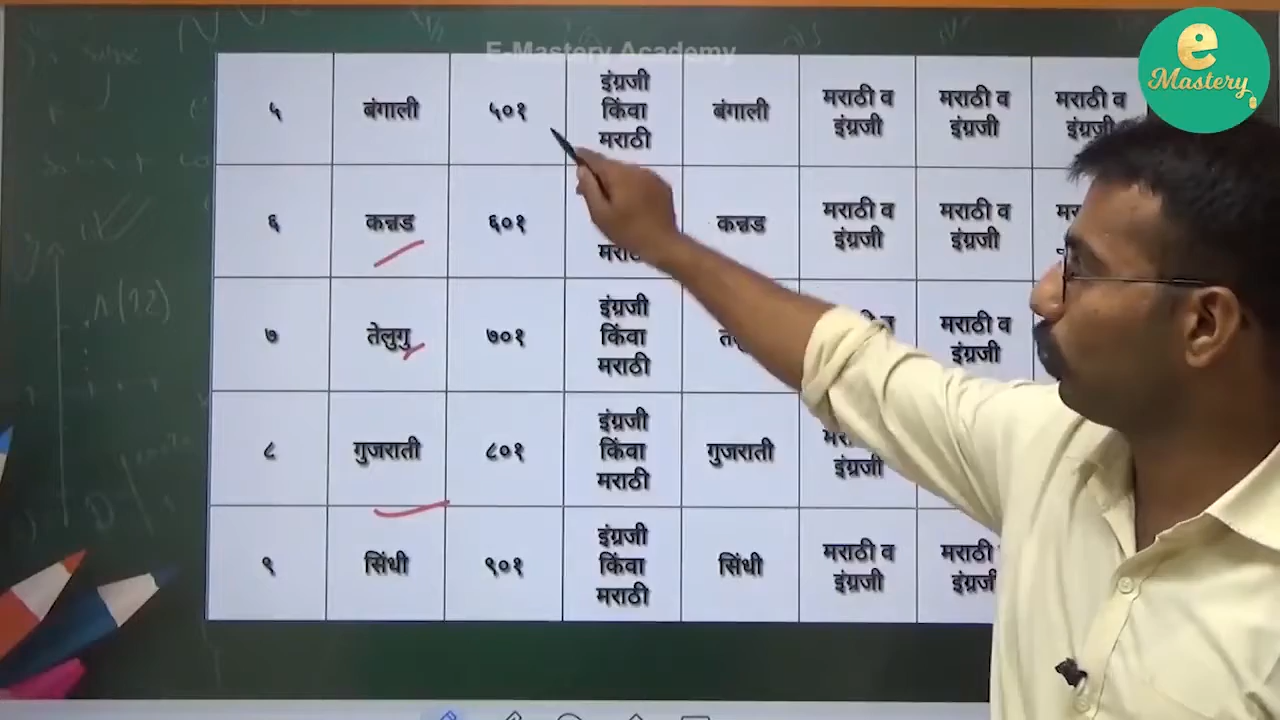 E-Mastery Academy
e
Mastery
५ बंगाली ५०१ इंग्रजी किंवा मराठी बंगाली मराठी व इंग्रजी मराठी व इंग्रजी मराठी व इंग्रजी
६ कन्नड ६०१ कन्नड मराठी व इंग्रजी मराठी व इंग्रजी
७ तेलुगु ७०१ इंग्रजी किंवा मराठी मराठी व इंग्रजी
८ गुजराती ८०१ इंग्रजी किंवा मराठी गुजराती इंग्रजी
९ सिंधी ९०१ इंग्रजी किंवा मराठी सिंधी मराठी व इंग्रजी मराठी